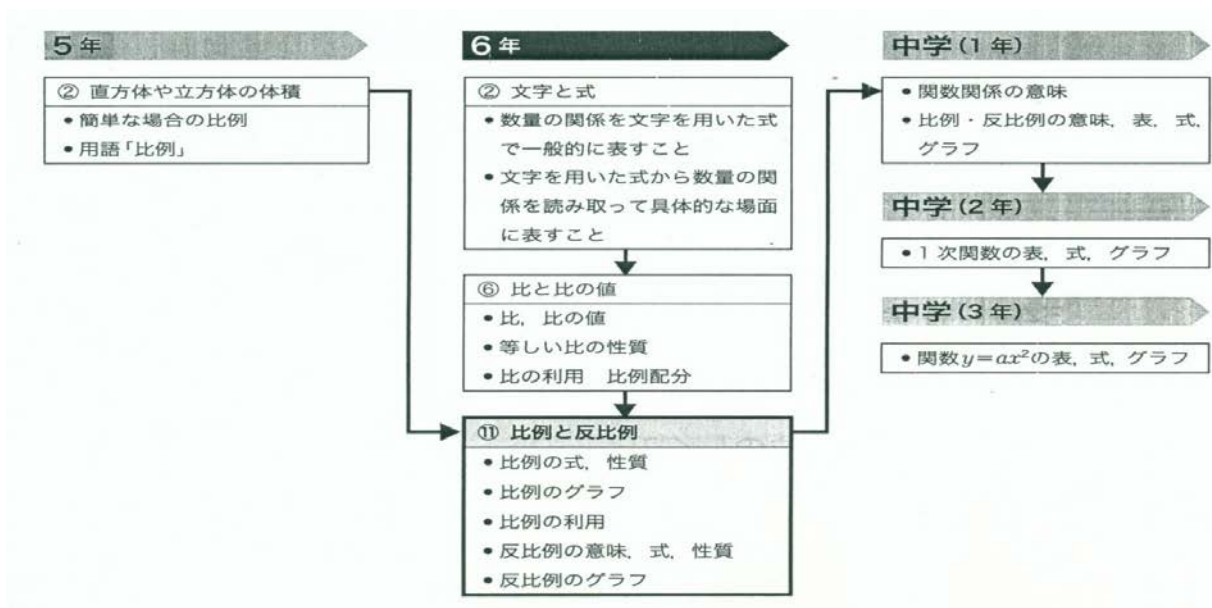 5年
② 直方体や立方体の体積
•簡単な場合の比例
•用語「比例」
6年
② 文字と式
•数量の関係を文字を用いた式
で一般的に表すこと
•文字を用いた式から数量の関
係を読み取って具体的な場面
に表すこと
⑥ 比と比の値
•比,比の値
•等しい比の性質
•比の利用 比例配分
⑪ 比例と反比例
•比例の式,性質
•比例のグラフ
•比例の利用
•反比例の意味,式,性質
•反比例のグラフ
中学(1年)
•関数関係の意味
•比例・反比例の意味,表,式,
グラフ
中学(2年)
•1次関数の表,式,グラフ
中学(3年)
•関数y=ax²の表,式,グラフ